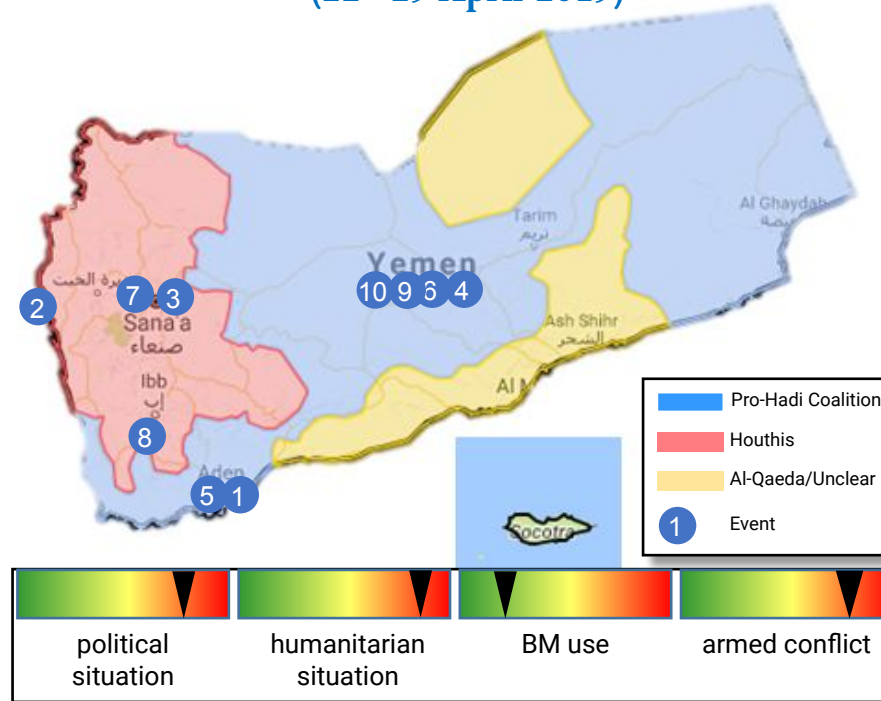 Tarim
تريم
Al Ghaydah
Yemen
10 9 6 4
2
7 3
Sana'a
صنعاء
Ash Shihr
الشحر
Ibb
إب
8
Aden
5 1
Socotra
Pro-Hadi Coalition
Houthis
Al-Qaeda/Unclear
1 Event
political situation
humanitarian situation
BM use
armed conflict